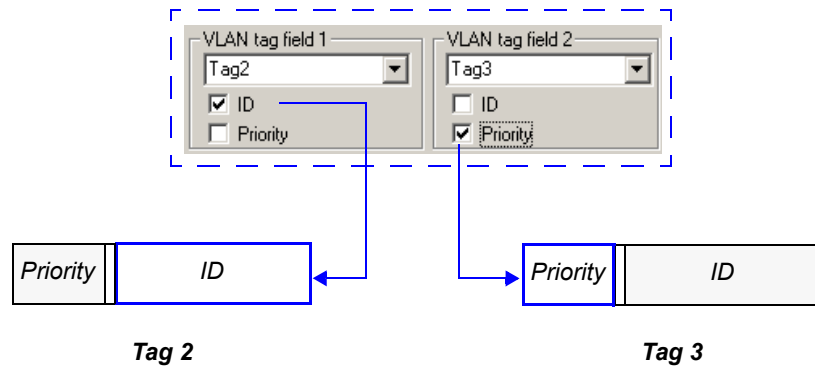 VLAN tag field 1
VLAN tag field 2
Tag2
Tag3
ID
ID
Priority
Priority
Priority
ID
Priority
ID
Tag 2
Tag 3